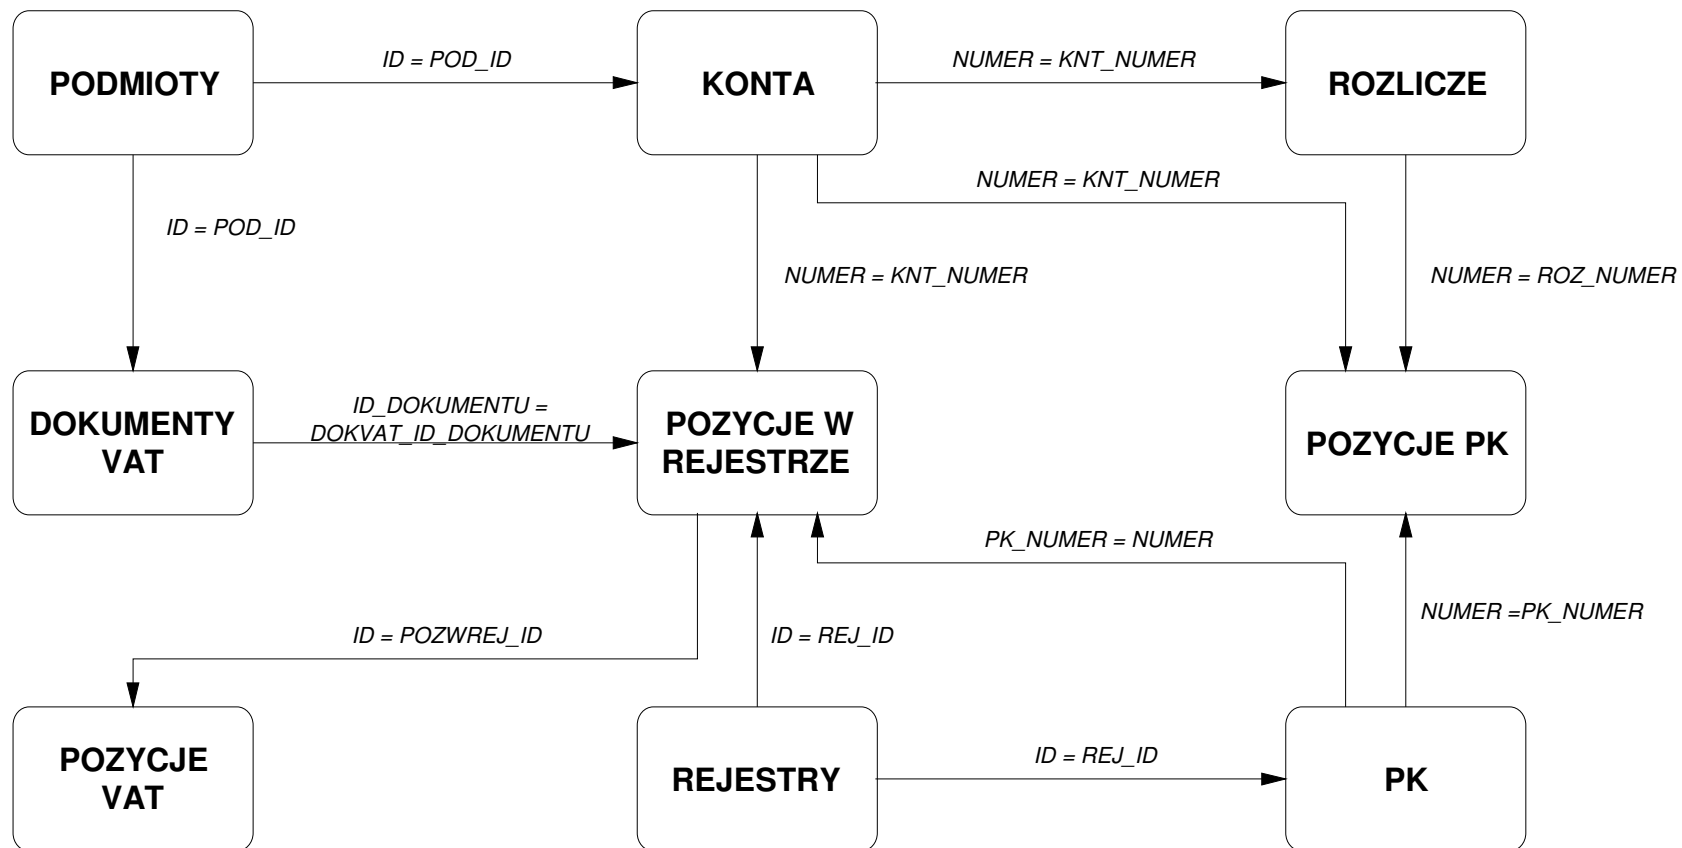 PODMIOTY
ID = POD_ID
KONTA
NUMER = KNT_NUMER
ROZLICZE
NUMER = KNT_NUMER
ID = POD_ID
NUMER = KNT_NUMER
NUMER = ROZ_NUMER
DOKUMENTY
VAT
ID_DOKUMENTU =
DOKVAT_ID_DOKUMENTU
POZYCJE W
REJESTRZE
POZYCJE PK
PK_NUMER = NUMER
NUMER =PK_NUMER
ID = POZWREJ_ID
ID = REJ_ID
POZYCJE
VAT
REJESTRY
ID = REJ_ID
PK